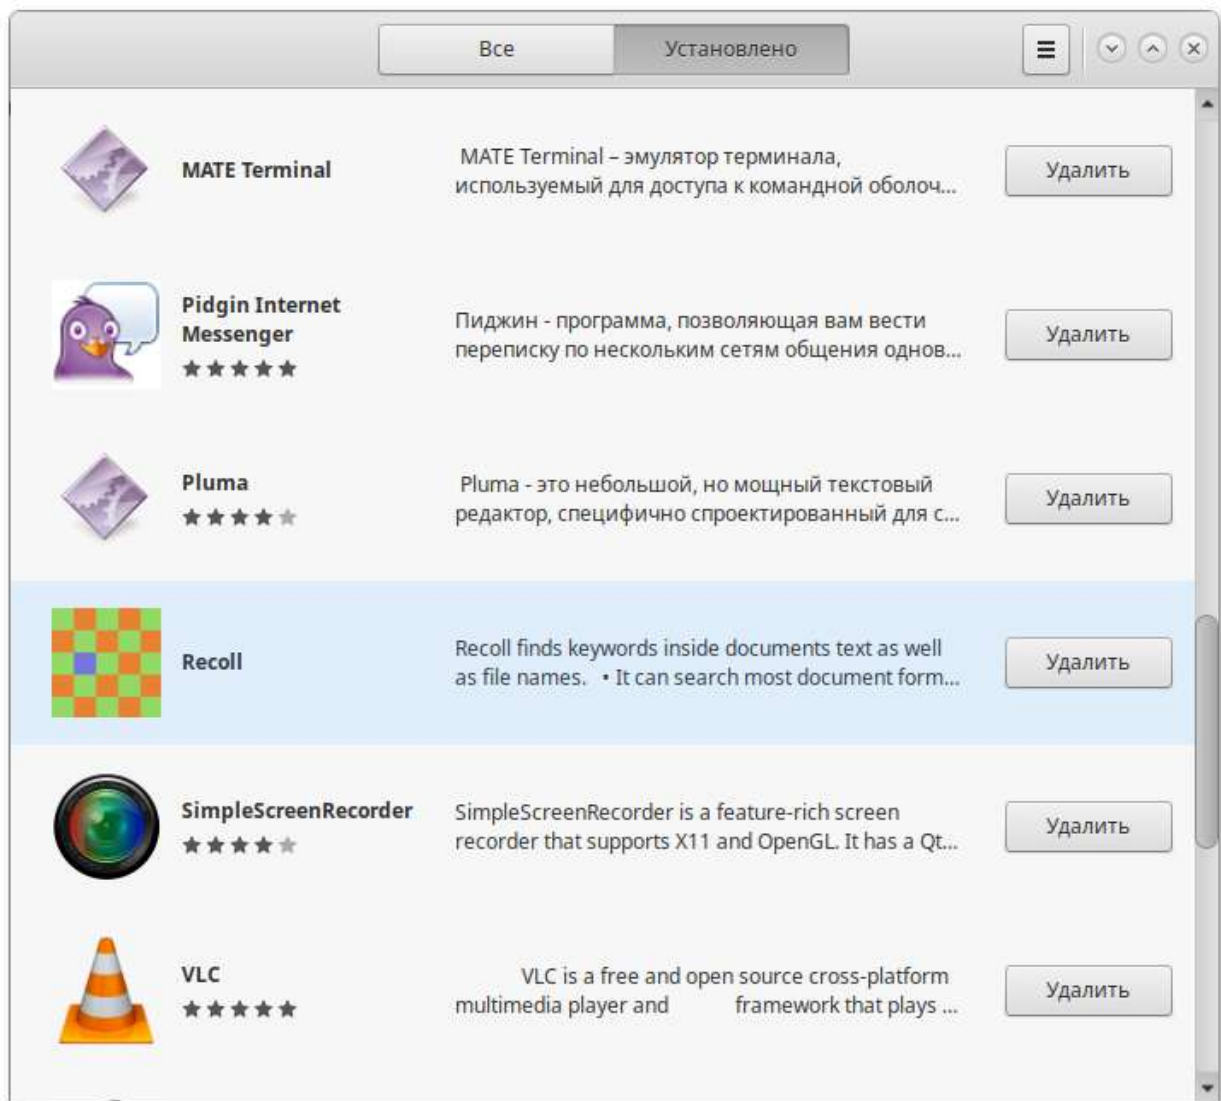 Все
Установлено
MATE Terminal
MATE Terminal – эмулятор терминала,
используемый для доступа к командной оболоч...
Удалить
Pidgin Internet
Messenger
Пиджин - программа, позволяющая вам вести
переписку по нескольким сетям общения однов...
Удалить
Pluma
Pluma - это небольшой, но мощный текстовый
редактор, специфично спроектированный для с...
Удалить
Recoll
Recoll finds keywords inside documents text as well
as file names. • It can search most document form...
Удалить
SimpleScreenRecorder
SimpleScreenRecorder is a feature-rich screen
recorder that supports X11 and OpenGL. It has a Qt...
Удалить
VLC
VLC is a free and open source cross-platform
multimedia player and framework that plays ...
Удалить